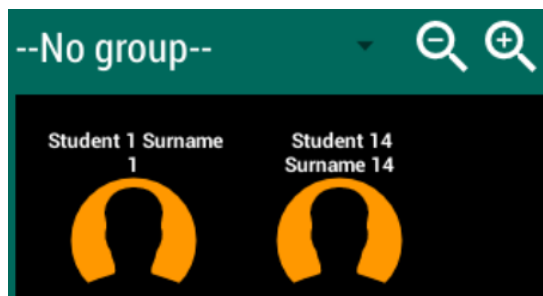 --No group--
Student 1 Surname
1
Student 14
Surname 14